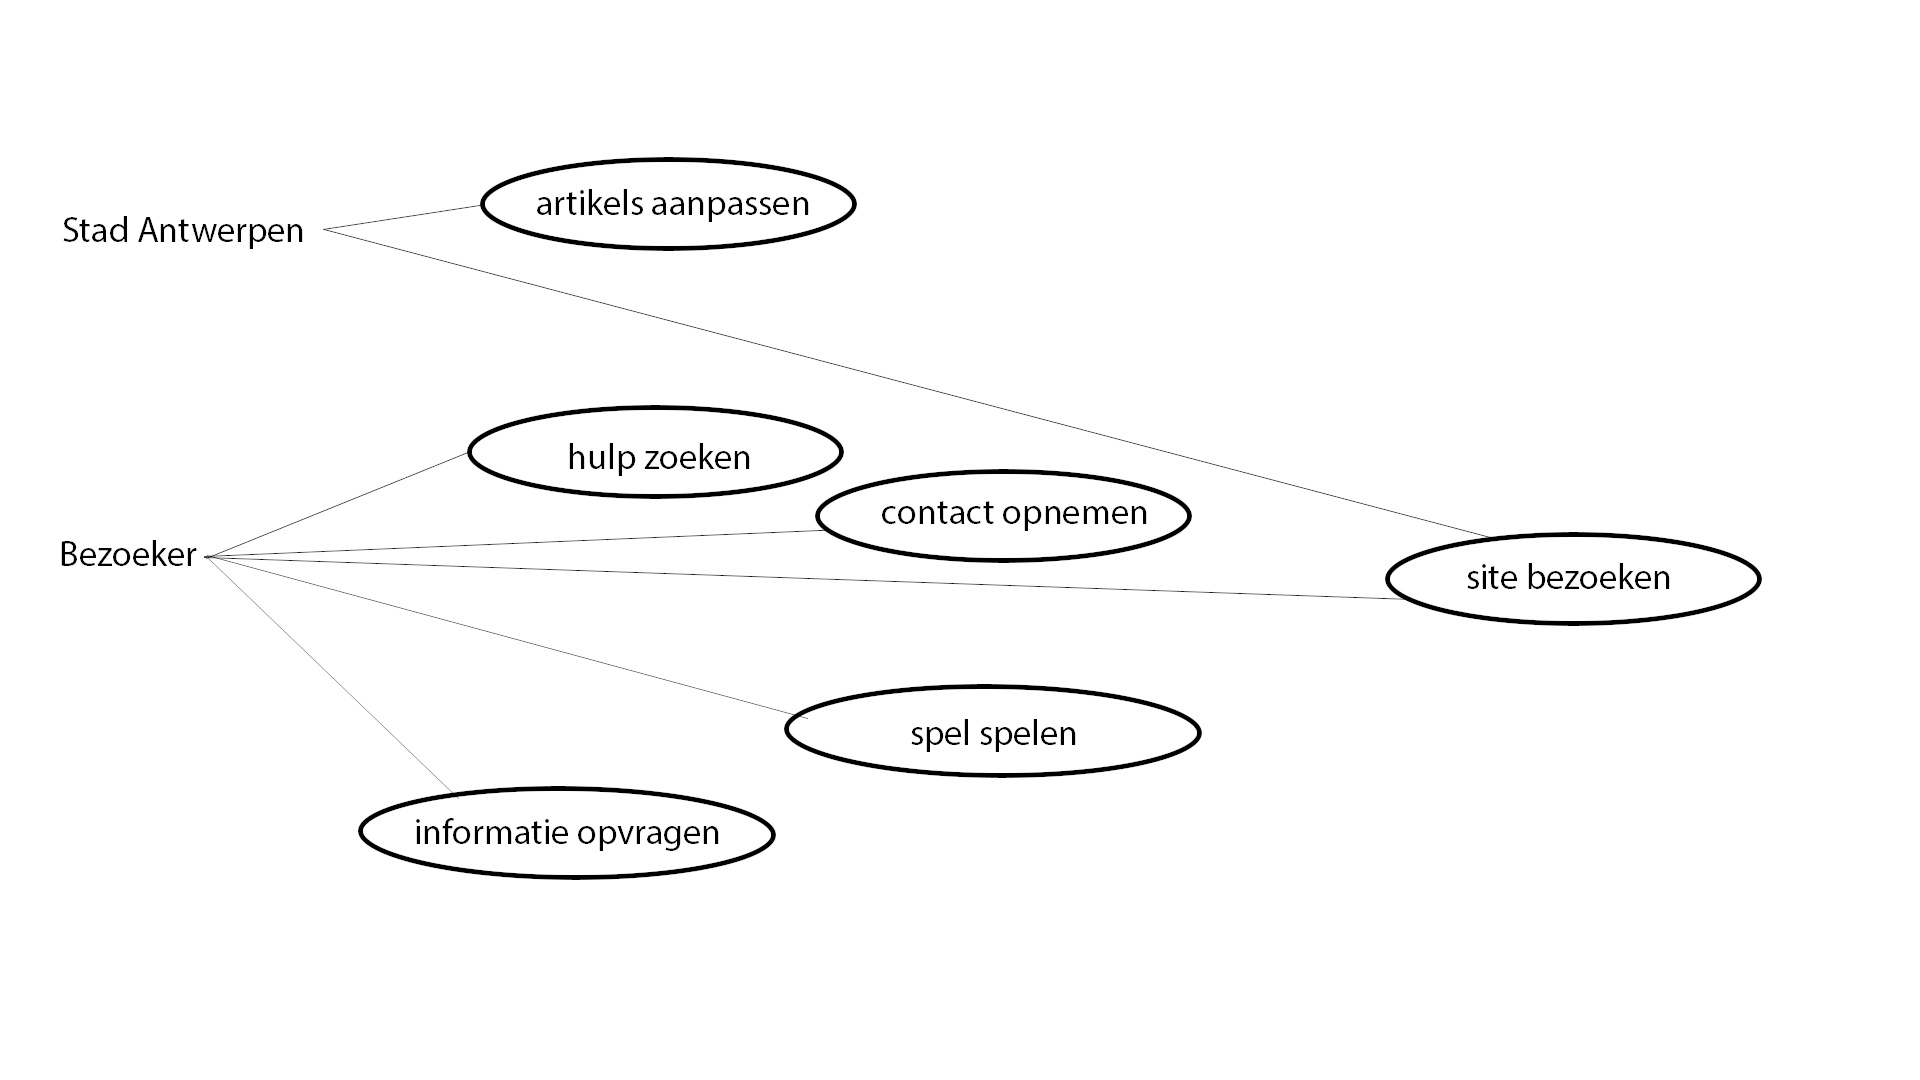 artikels aanpassen
Stad Antwerpen
hulp zoeken
contact opnemen
Bezoeker
site bezoeken
spel spelen
informatie opvragen